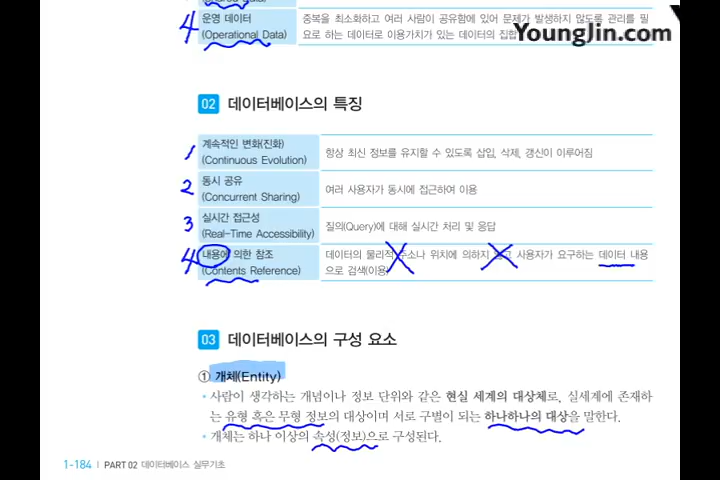 4 운영 데이터
(Operational Data)
중복을 최소화하고 여러 사람이 공유함에 있어 문제가 발생하지 않도록 관리를 필
요로 하는 데이터로 이용가치가 있는 데이터의 집합
YoungJin.com
02 데이터베이스의 특징
1 계속적인 변화(진화)
(Continuous Evolution)
항상 최신 정보를 유지할 수 있도록 삽입, 삭제, 갱신이 이루어짐
2 동시 공유
(Concurrent Sharing)
여러 사용자가 동시에 접근하여 이용
3 실시간 접근성
(Real-Time Accessibility)
질의(Query)에 대해 실시간 처리 및 응답
4 내용에 의한 참조
(Contents Reference)
데이터의 물리적 주소나 위치에 의하지 않고 사용자가 요구하는 데이터 내용
으로 검색(이용)
03 데이터베이스의 구성 요소
① 개체(Entity)
• 사람이 생각하는 개념이나 정보 단위와 같은 현실 세계의 대상체로, 실세계에 존재하
는 유형 혹은 무형 정보의 대상이며 서로 구별이 되는 하나하나의 대상을 말한다.
• 개체는 하나 이상의 속성(정보)으로 구성된다.
1-184 | PART 02 데이터베이스 실무기초